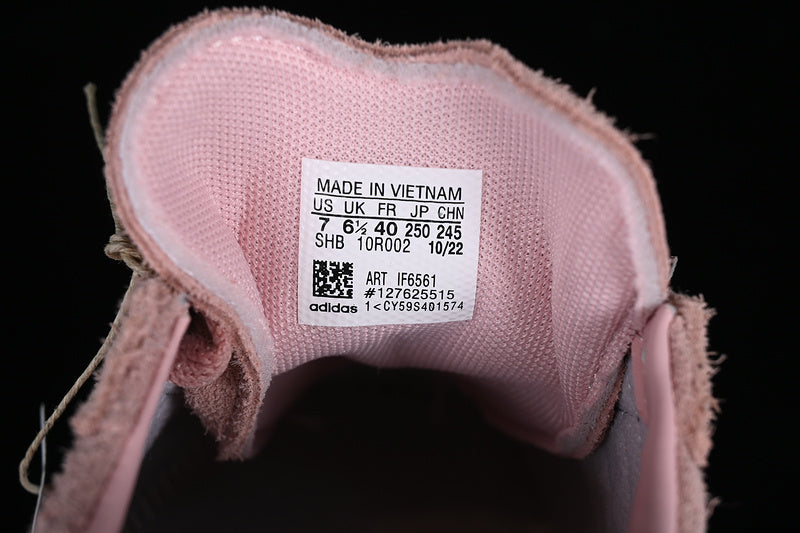 MADE IN VIETNAM
US UK FR JP CHN
7 6½ 40 250 245
SHB 10R002 10/22
ART IF6561
#127625515
adidas 1<CY59S401574